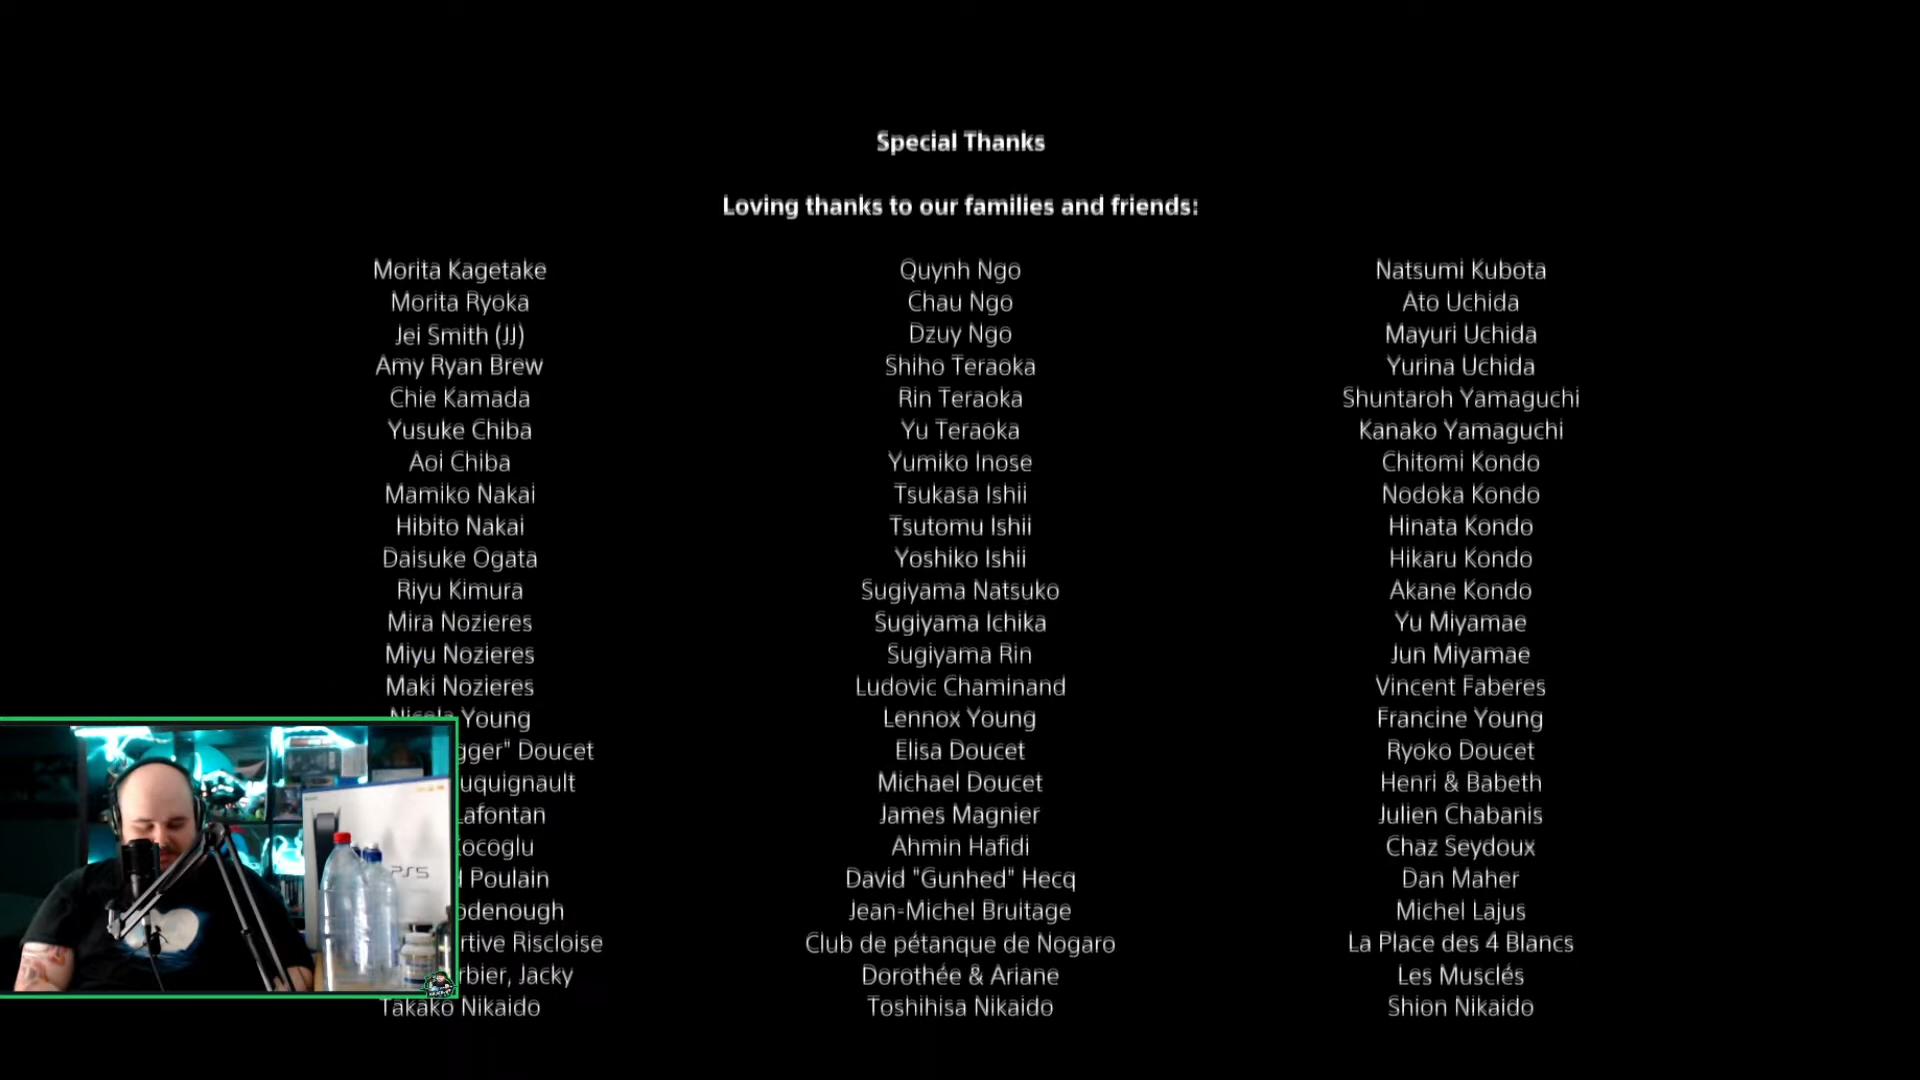 Special Thanks
Loving thanks to our families and friends:
Morita Kagetake Quynh Ngo Natsumi Kubota
Morita Ryoka Chau Ngo Ato Uchida
Jei Smith (JJ) Dzuy Ngo Mayuri Uchida
Amy Ryan Brew Shiho Teraoka Yurina Uchida
Chie Kamada Rin Teraoka Shuntaroh Yamaguchi
Yusuke Chiba Yu Teraoka Kanako Yamaguchi
Aoi Chiba Yumiko Inose Chitomi Kondo
Mamiko Nakai Tsukasa Ishii Nodoka Kondo
Hibito Nakai Tsutomu Ishii Hinata Kondo
Daisuke Ogata Yoshiko Ishii Hikaru Kondo
Riyu Kimura Sugiyama Natsuko Akane Kondo
Mira Nozieres Sugiyama Ichika Yu Miyamae
Miyu Nozieres Sugiyama Rin Jun Miyamae
Maki Nozieres Ludovic Chaminand Vincent Faberes
Young Lennox Young Francine Young
Doucet Elisa Doucet Ryoko Doucet
Michael Doucet Henri & Babeth
James Magnier Julien Chabanis
Ahmin Hafidi Chaz Seydoux
Poulain David "Gunhed" Hecq Dan Maher
Jean-Michel Bruitage Michel Lajus
Riscloise Club de pétanque de Nogaro La Place des 4 Blancs
Jacky Dorothée & Ariane Les Musclés
Takako Nikaido Toshihisa Nikaido Shion Nikaido
PS5